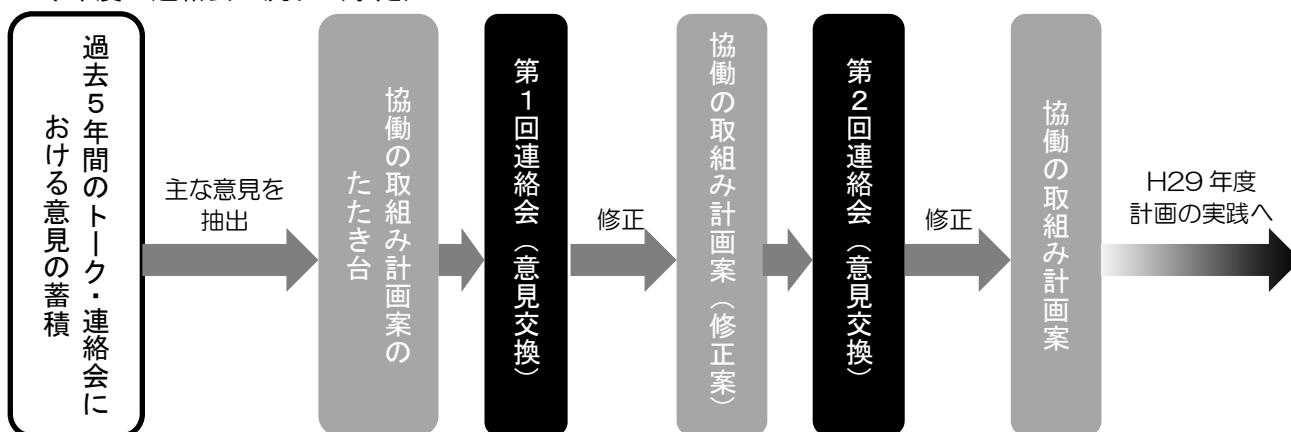 過去５年間のトーク・連絡会に
おける意見の蓄積
主な意見を
抽出
協働の取組み計画案の
たたき台
第１回連絡会（意見交換）
修正
協働の取組み計画案（修正案）
第２回連絡会（意見交換）
修正
協働の取組み計画案
H29 年度
計画の実践へ